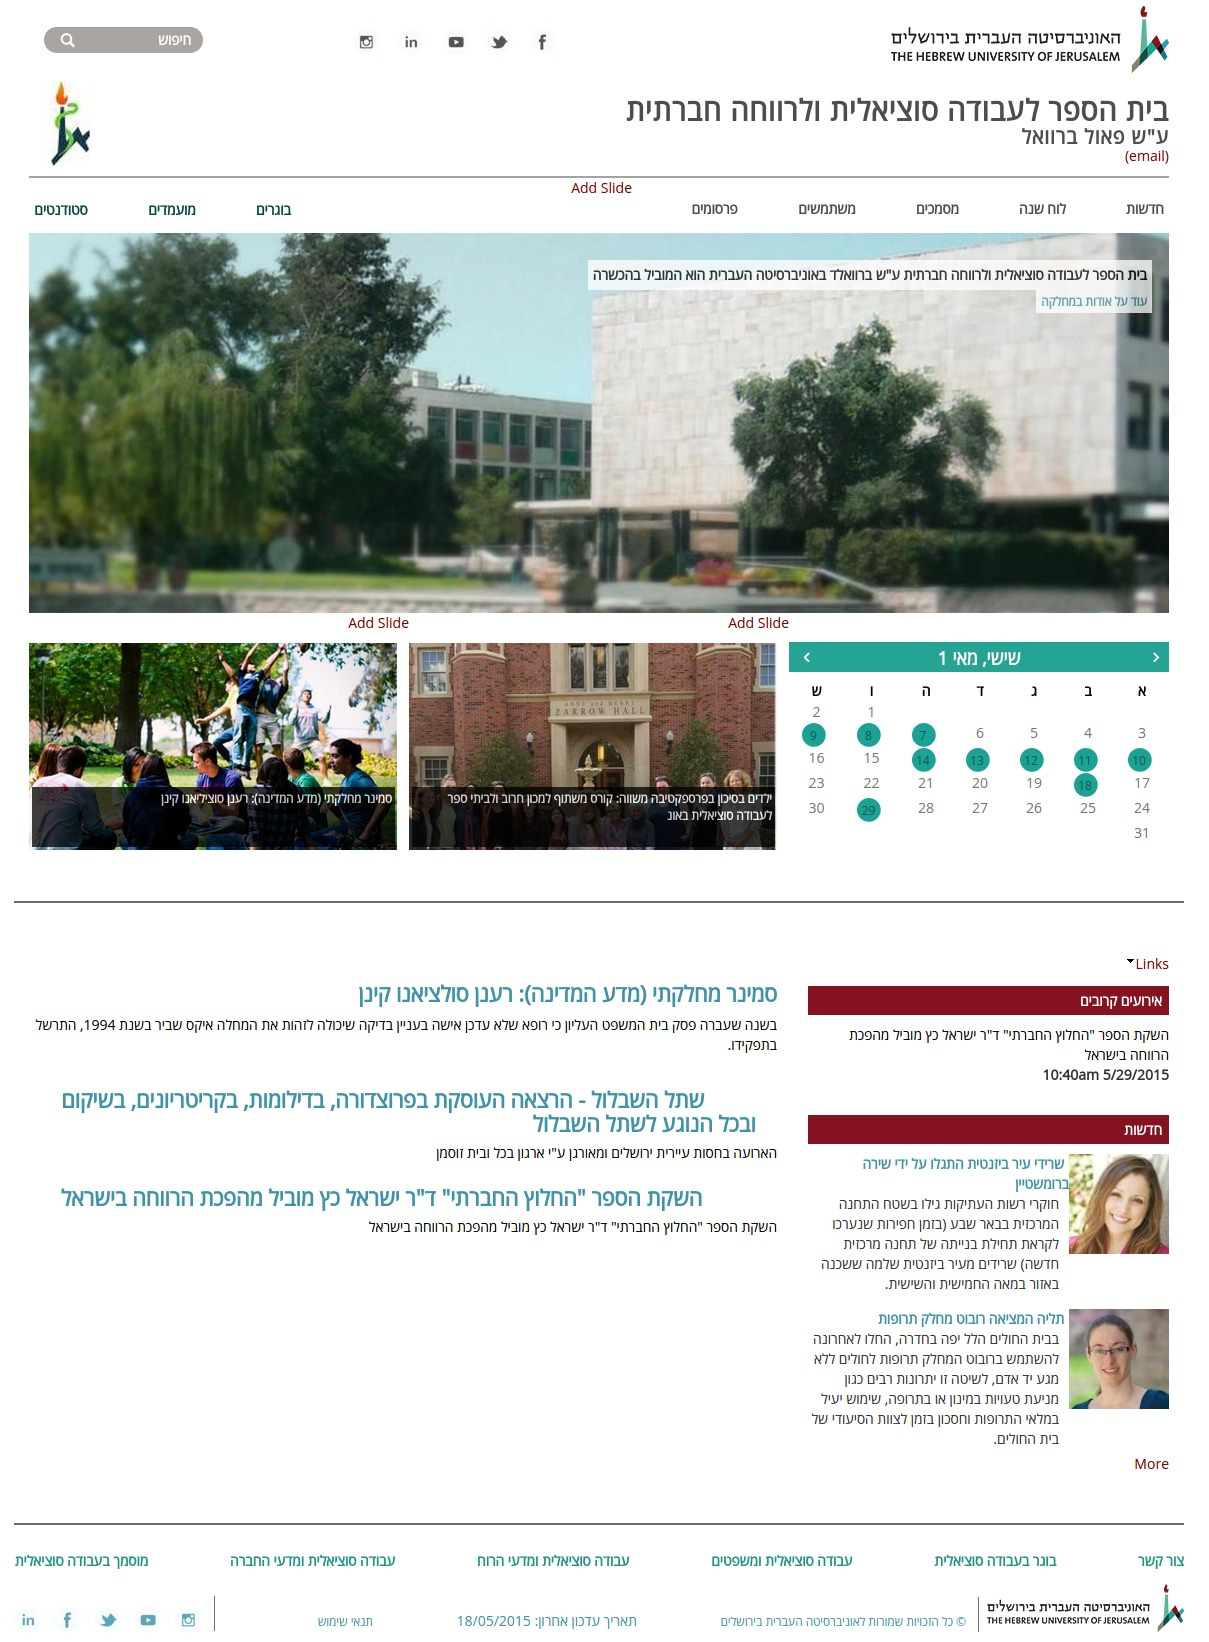 האוניברסיטה העברית בירושלים
THE HEBREW UNIVERSITY OF JERUSALEM
חיפוש
בית הספר לעבודה סוציאלית ולרווחה חברתית
ע"ש פאול ברוואל
(email)
Add Slide
חדשות
לוח שנה
מסמכים
משתמשים
פרסומים
בוגרים
מועמדים
סטודנטים
בית הספר לעבודה סוציאלית ולרווחה חברתית ע"ש ברוואלד באוניברסיטה העברית הוא המוביל בהכשרה
עוד על אודות במחלקה
Add Slide
Add Slide
שישי, מאי 1
א ב ג ד ה ו ש
1 2
3 4 5 6 7 8 9
10 11 12 13 14 15 16
17 18 19 20 21 22 23
24 25 26 27 28 29 30
31
ANNE and HENRY
ZARROW HALL
ילדים בסיכון בפרספקטיבה משווה: קורס משתוף למכון חרוב ולביתי ספר
לעבודה סוציאלית באונ
סמינר מחלקתי (מדע המדינה): רענן סוציליאנו קינן
Links
אירועים קרובים
השקת הספר "החלוץ החברתי" ד"ר ישראל כץ מוביל מהפכת
הרווחה בישראל
10:40am 5/29/2015
חדשות
שרידי עיר ביזנטית התגלו על ידי שירה
ברומשטיין
חוקרי רשות העתיקות גילו בשטח התחנה
המרכזית בבאר שבע (בזמן חפירות שנערכו
לקראת תחילת בנייתה של תחנה מרכזית
חדשה) שרידים מעיר ביזנטית שלמה ששכנה
באזור במאה החמישית והשישית.
תליה המציאה רובוט מחלק תרופות
בבית החולים הלל יפה בחדרה, החלו לאחרונה
להשתמש ברובוט המחלק תרופות לחולים ללא
מגע יד אדם, לשיטה זו יתרונות רבים כגון
מניעת טעויות במינון או בתרופה, שימוש יעיל
במלאי התרופות וחסכון בזמן לצוות הסיעודי של
בית החולים.
More
סמינר מחלקתי (מדע המדינה): רענן סולציאנו קינן
בשנה שעברה פסק בית המשפט העליון כי רופא שלא עדכן אישה בעניין בדיקה שיכולה לזהות את המחלה איקס שביר בשנת 1994, התרשל
בתפקידו.
שתל השבלול - הרצאה העוסקת בפרוצדורה, בדילומות, בקריטריונים, בשיקום
ובכל הנוגע לשתל השבלול
הארועה בחסות עיירית ירושלים ומאורגן ע"י ארגון בכל ובית זוסמן
השקת הספר "החלוץ החברתי" ד"ר ישראל כץ מוביל מהפכת הרווחה בישראל
השקת הספר "החלוץ החברתי" ד"ר ישראל כץ מוביל מהפכת הרווחה בישראל
צור קשר
בוגר בעבודה סוציאלית
עבודה סוציאלית ומשפטים
עבודה סוציאלית ומדעי הרוח
עבודה סוציאלית ומדעי החברה
מוסמך בעבודה סוציאלית
האוניברסיטה העברית בירושלים
THE HEBREW UNIVERSITY OF JERUSALEM
© כל הזכויות שמורות לאוניברסיטה העברית בירושלים
תאריך עדכון אחרון: 18/05/2015
תנאי שימוש